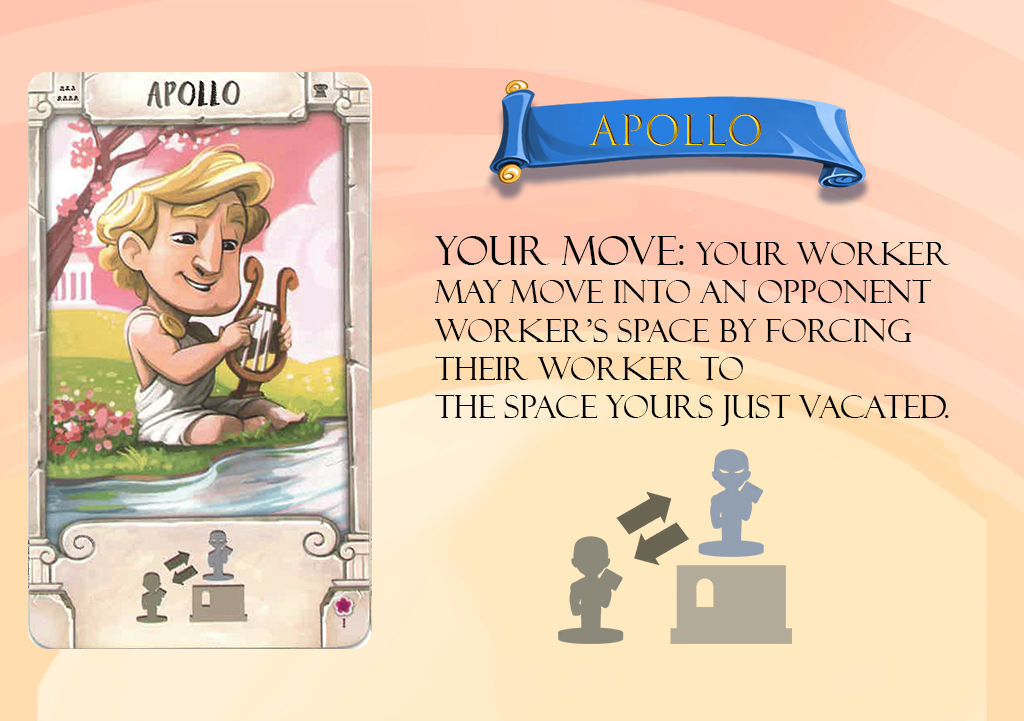 APOLLO
1
APOLLO
YOUR MOVE: YOUR WORKER
MAY MOVE INTO AN OPPONENT
WORKER'S SPACE BY FORCING
THEIR WORKER TO
THE SPACE YOURS JUST VACATED.